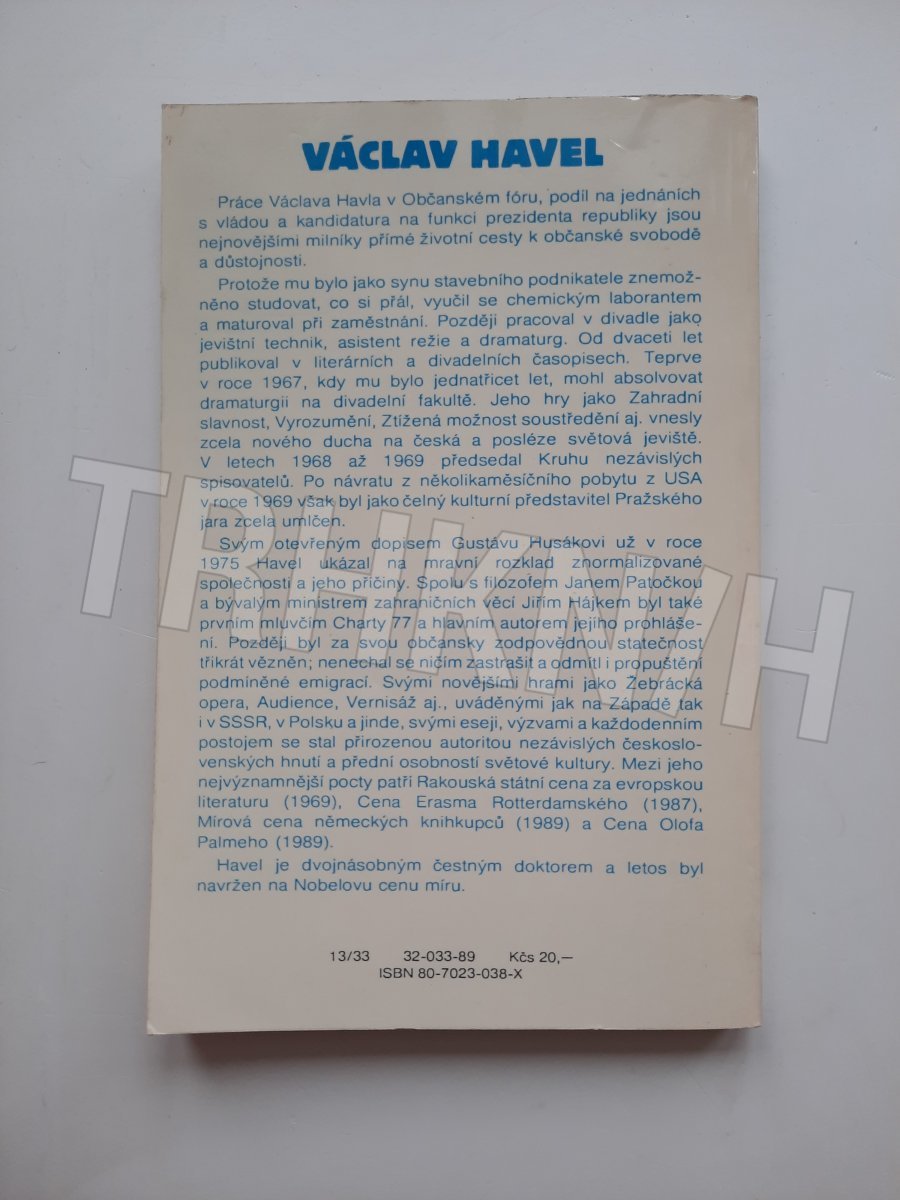 VÁCLAV HAVEL
Práce Václava Havla v Občanském fóru, podíl na jednáních
s vládou a kandidatura na funkci prezidenta republiky jsou
nejnovějšími milníky přímé životní cesty k občanské svobodě
a důstojnosti.
Protože mu bylo jako synu stavebního podnikatele znemož-
něno studovat, co si přál, vyučil se chemickým laborantem
a maturoval při zaměstnání. Později pracoval v divadle jako
jevištní technik, asistent režie a dramaturg. Od dvaceti let
publikoval v literárních a divadelních časopisech. Teprve
v roce 1967, kdy mu bylo jednatřicet let, mohl absolvovat
dramaturgii na divadelní fakultě. Jeho hry jako Zahradní
slavnost, Vyrozumění, Ztížená možnost soustředění aj. vnesly
zcela nového ducha na česká a posléze světová jeviště.
V letech 1968 až 1969 předsedal Kruhu nezávislých
spisovatelů. Po návratu z několikaměsíčního pobytu z USA
v roce 1969 však byl jako čelný kulturní představitel Pražského
jara zcela umlčen.
Svým otevřeným dopisem Gustávu Husákovi už v roce
1975 Havel ukázal na mravní rozklad znormalizované
společnosti a jeho příčiny. Spolu s filozofem Janem Patočkou
a bývalým ministrem zahraničních věcí Jiřím Hájkem byl také
prvním mluvčím Charty 77 a hlavním autorem jejího prohláše-
ní. Později byl za svou občansky zodpovědnou statečnost
třikrát vězněn; nenechal se ničím zastrašit a odmítl i propuštění
podmíněné emigrací. Svými novějšími hrami jako Žebrácká
opera, Audience, Vernisáž aj., uváděnými jak na Západě tak
i v SSSR, v Polsku a jinde, svými eseji, výzvami a každodenním
postojem se stal přirozenou autoritou nezávislých českoslo-
venských hnutí a přední osobností světové kultury. Mezi jeho
nejvýznamnější pocty patří Rakouská státní cena za evropskou
literaturu (1969), Cena Erasma Rotterdamského (1987),
Mírová cena německých knihkupců (1989) a Cena Olofa
Palmeho (1989).
Havel je dvojnásobným čestným doktorem a letos byl
navržen na Nobelovu cenu míru.
13/33 32-033-89 Kčs 20,—
ISBN 80-7023-038-X
TRHKNIH